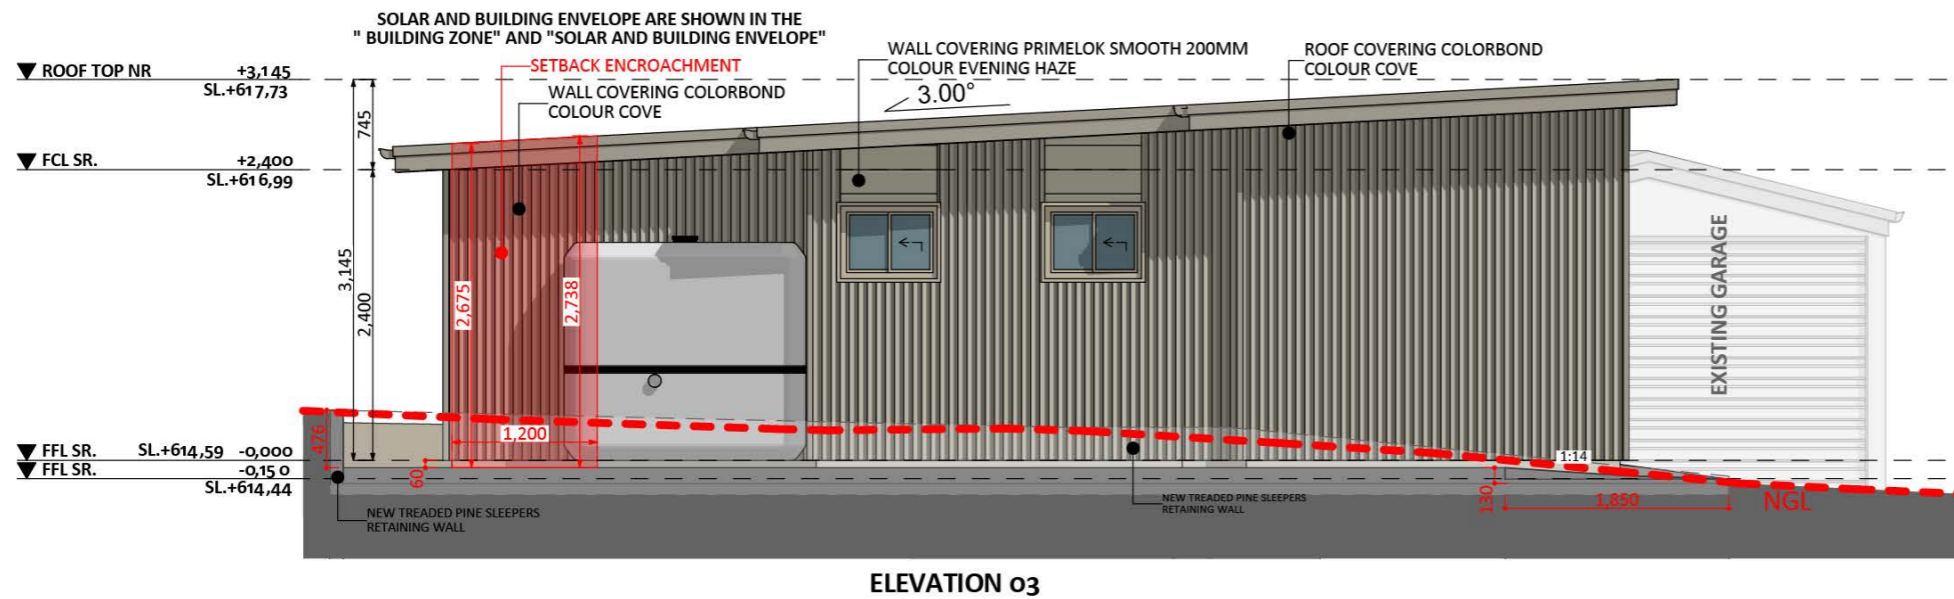 SOLAR AND BUILDING ENVELOPE ARE SHOWN IN THE
" BUILDING ZONE" AND "SOLAR AND BUILDING ENVELOPE"
SETBACK ENCROACHMENT
WALL COVERING COLORBOND
COLOUR COVE
WALL COVERING PRIMELOK SMOOTH 200MM
COLOUR EVENING HAZE
3.00°
ROOF COVERING COLORBOND
COLOUR COVE
ROOF TOP NR +3,145
SL.+617,73
745
FCL SR. +2,400
SL.+616,99
3,145
2,400
2,675
2,738
EXISTING GARAGE
476
1,200
1:14
FFL SR. SL.+614,59 -0,000
FFL SR. -0,150
SL.+614,44
60
130
1,850
NGL
NEW TREADED PINE SLEEPERS
RETAINING WALL
NEW TREADED PINE SLEEPERS
RETAINING WALL
ELEVATION 03